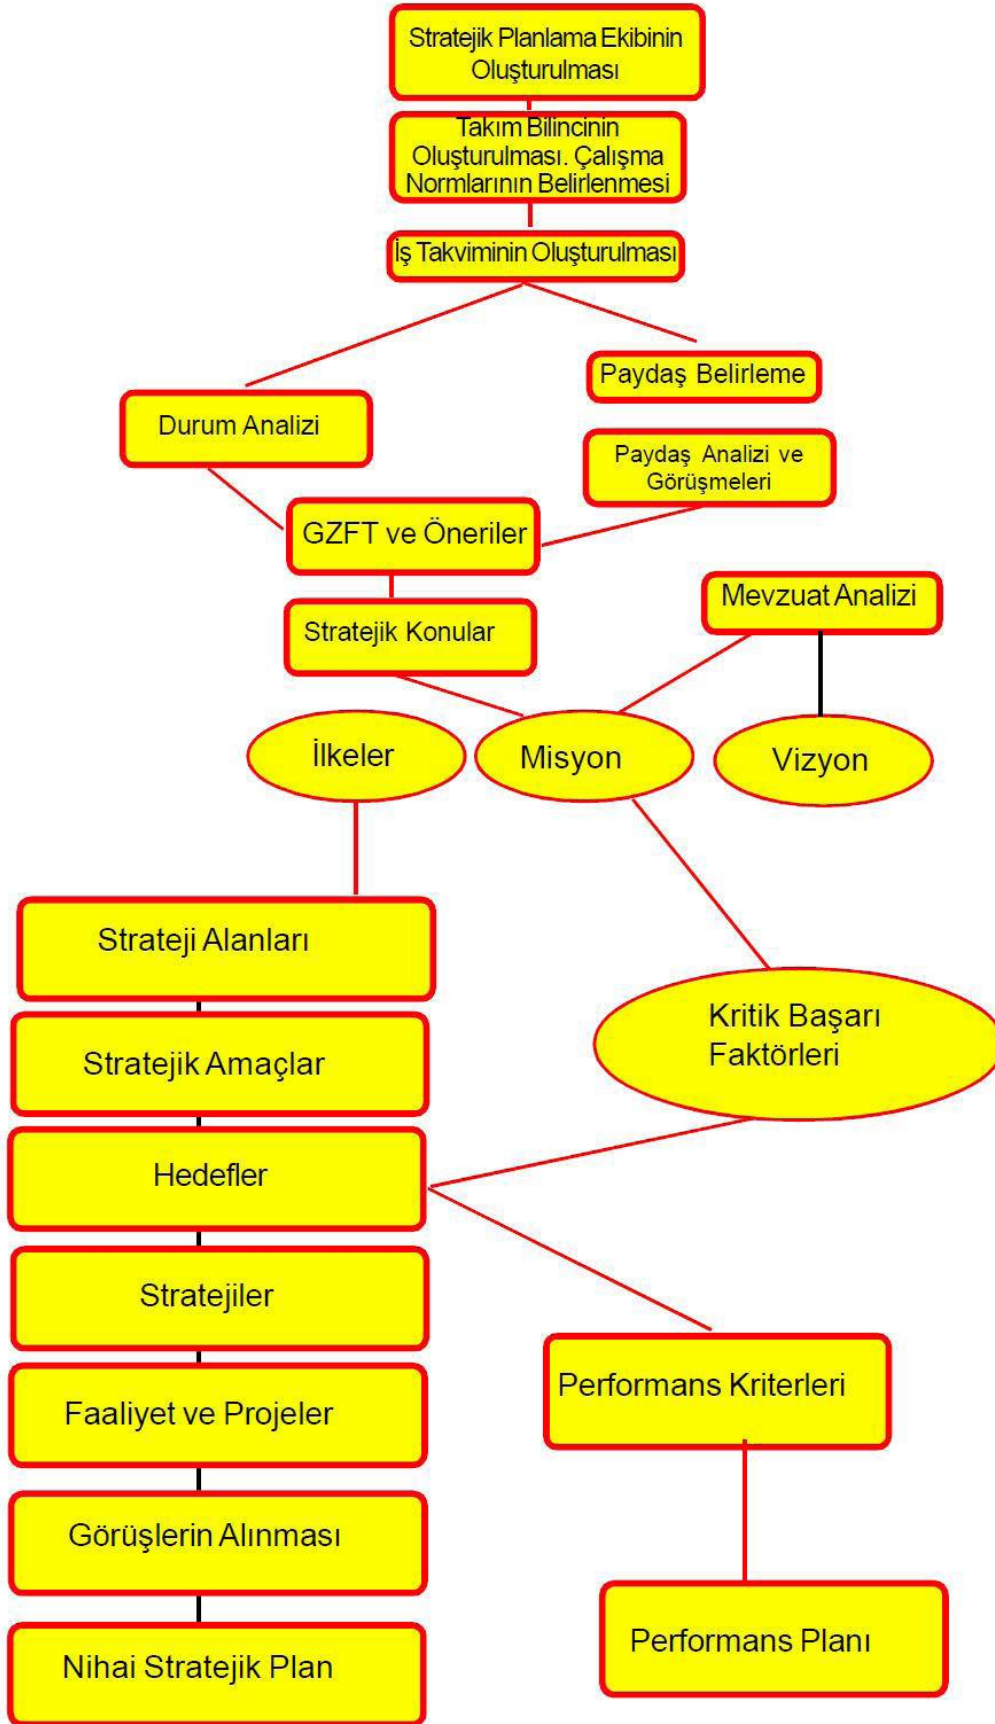 Stratejik Planlama Ekibinin
Oluşturulması
Takım Bilincinin
Oluşturulması. Çalışma
Normlarının Belirlenmesi
İş Takviminin Oluşturulması
Paydaş Belirleme
Durum Analizi
Paydaş Analizi ve
Görüşmeleri
GZFT ve Öneriler
Mevzuat Analizi
Stratejik Konular
İlkeler
Misyon
Vizyon
Strateji Alanları
Kritik Başarı
Faktörleri
Stratejik Amaçlar
Hedefler
Stratejiler
Performans Kriterleri
Faaliyet ve Projeler
Görüşlerin Alınması
Performans Planı
Nihai Stratejik Plan